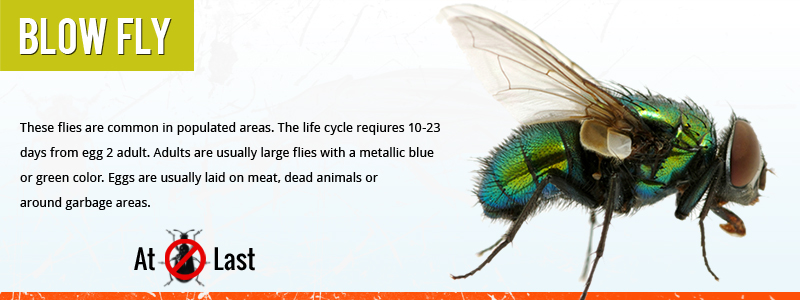 BLOW FLY
These flies are common in populated areas. The life cycle reqiures 10-23
days from egg 2 adult. Adults are usually large flies with a metallic blue
or green color. Eggs are usually laid on meat, dead animals or
around garbage areas.
At Last